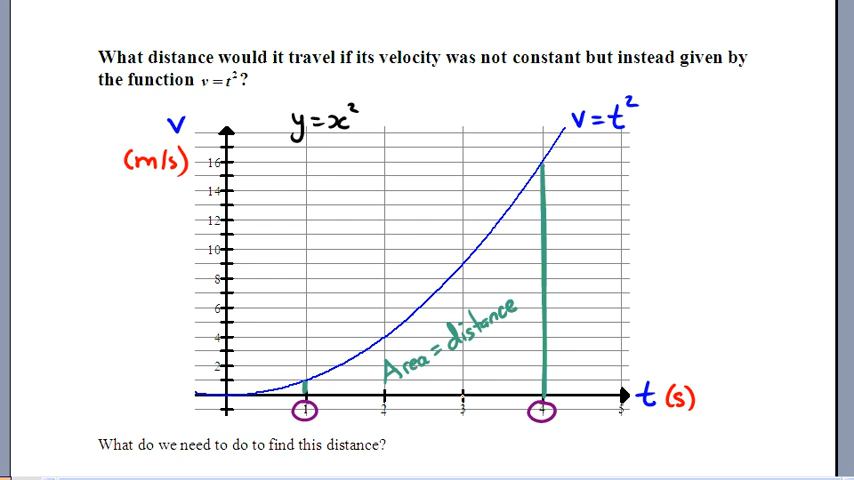 What distance would it travel if its velocity was not constant but instead given by
the function v = t²?
v
y = x²
v = t²
(m/s)
16
14
12
10
8
6
4
2
Area = distance
t (s)
1 2 3 4 5
What do we need to do to find this distance?